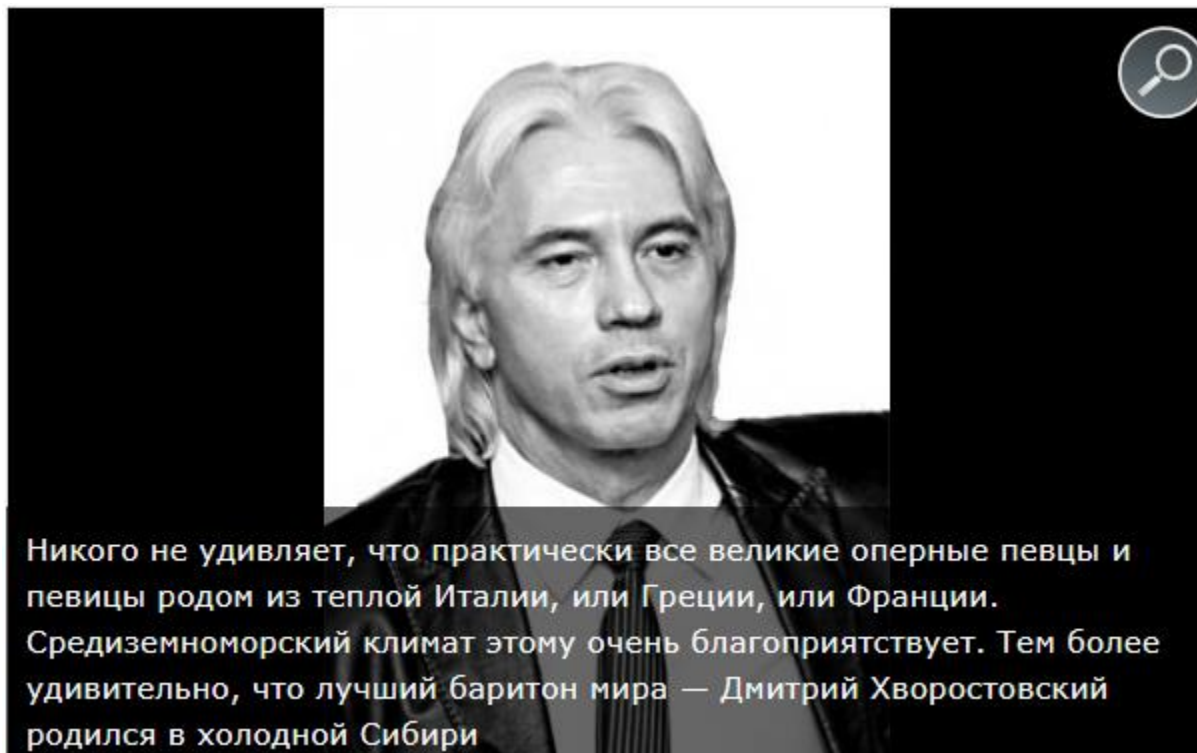 Никого не удивляет, что практически все великие оперные певцы и
певицы родом из теплой Италии, или Греции, или Франции.
Средиземноморский климат этому очень благоприятствует. Тем более
удивительно, что лучший баритон мира — Дмитрий Хворостовский
родился в холодной Сибири